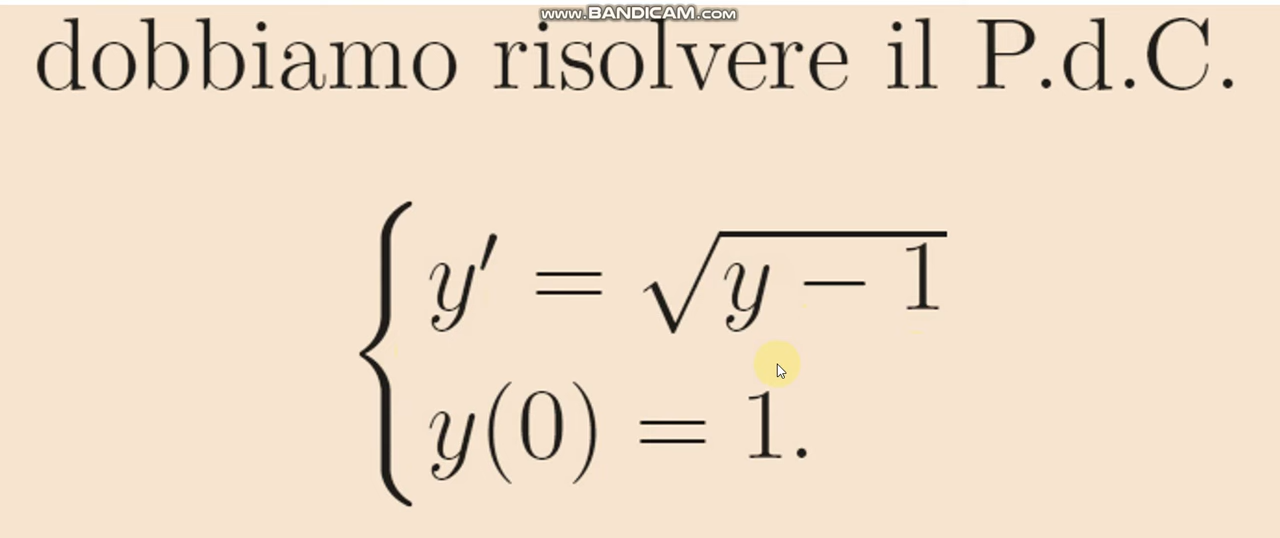 www.BANDICAM.com
dobbiamo risolvere il P.d.C.
y′ = √(y − 1)
y(0) = 1.